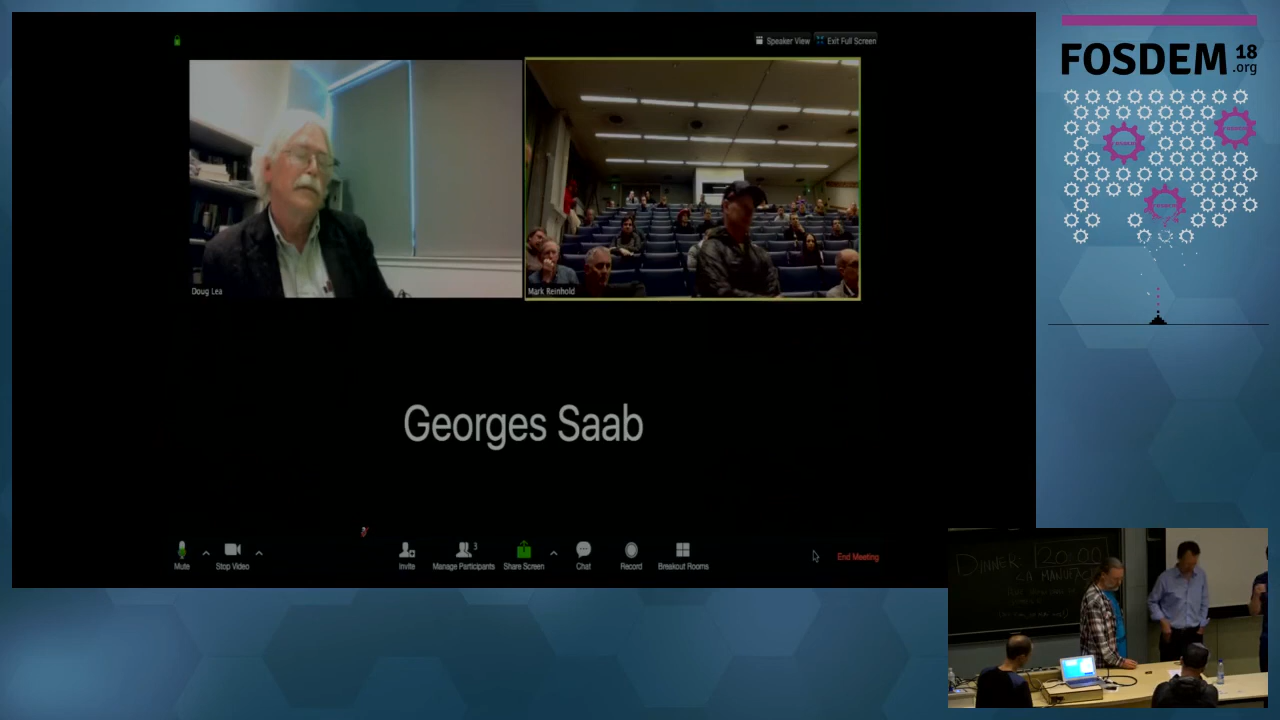 Speaker View
Exit Full Screen
FOSDEM 18
.org
Doug Lea
Mark Reinhold
Georges Saab
Mute
Stop Video
Invite
3
Manage Participants
Share Screen
Chat
Record
Breakout Rooms
End Meeting
DINNER 20:00